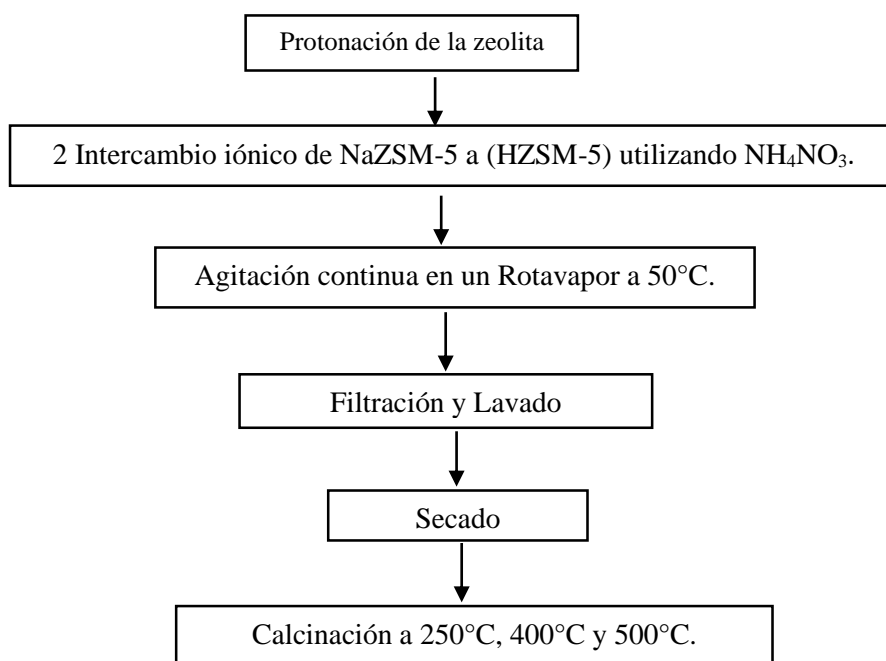 Protonación de la zeolita
2 Intercambio iónico de NaZSM-5 a (HZSM-5) utilizando NH₄NO₃.
Agitación continua en un Rotavapor a 50°C.
Filtración y Lavado
Secado
Calcinación a 250°C, 400°C y 500°C.